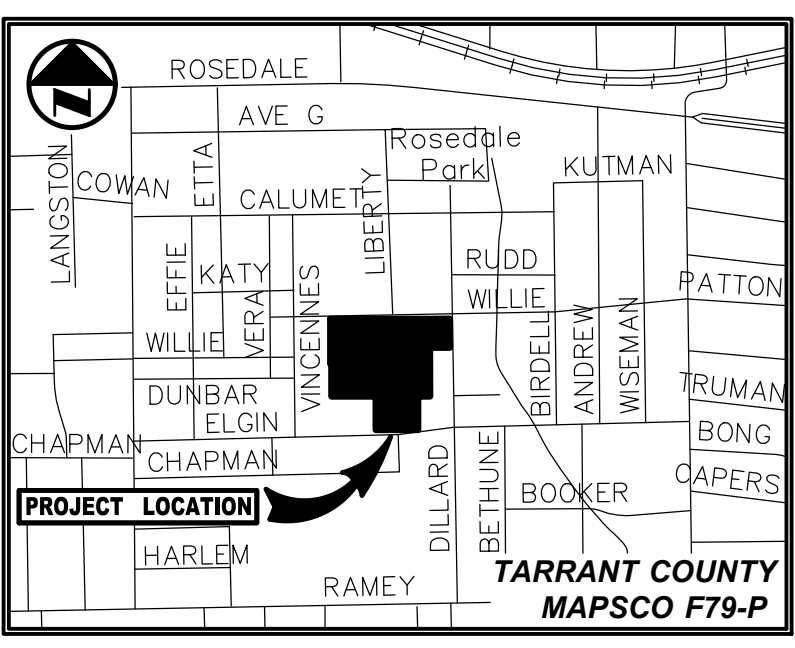 ROSEDALE
AVE G
Rosedale
Park
KUTMAN
LANGSTON
COWAN
ETTA
CALUMET
LIBERTY
EFFIE
KATY
VERA
VINCENNES
RUDD
WILLIE
PATTON
WILLIE
BIRDELL
ANDREW
WISEMAN
DUNBAR
ELGIN
TRUMAN
CHAPMAN
CHAPMAN
BONG
DILLARD
BETHUNE
BOOKER
CAPERS
PROJECT LOCATION
HARLEM
RAMEY
TARRANT COUNTY
MAPSCO F79-P
N